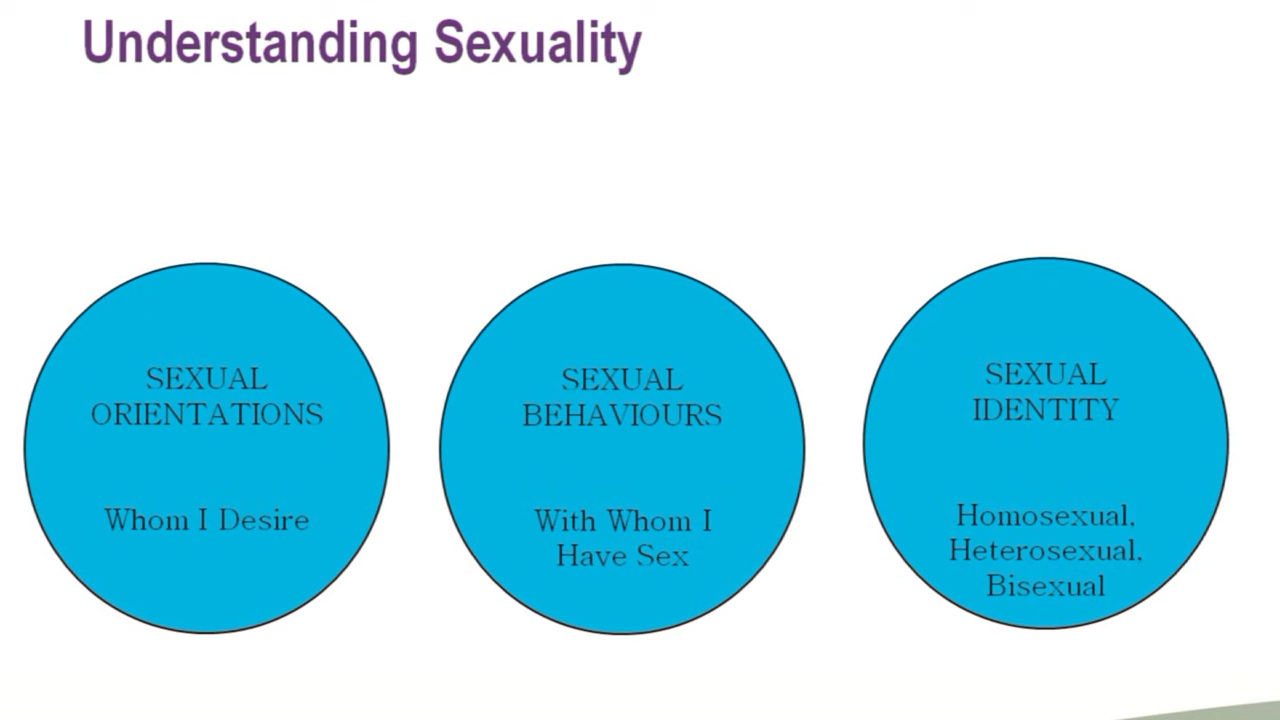 Understanding Sexuality
SEXUAL
ORIENTATIONS
Whom I Desire
SEXUAL
BEHAVIOURS
With Whom I
Have Sex
SEXUAL
IDENTITY
Homosexual,
Heterosexual,
Bisexual